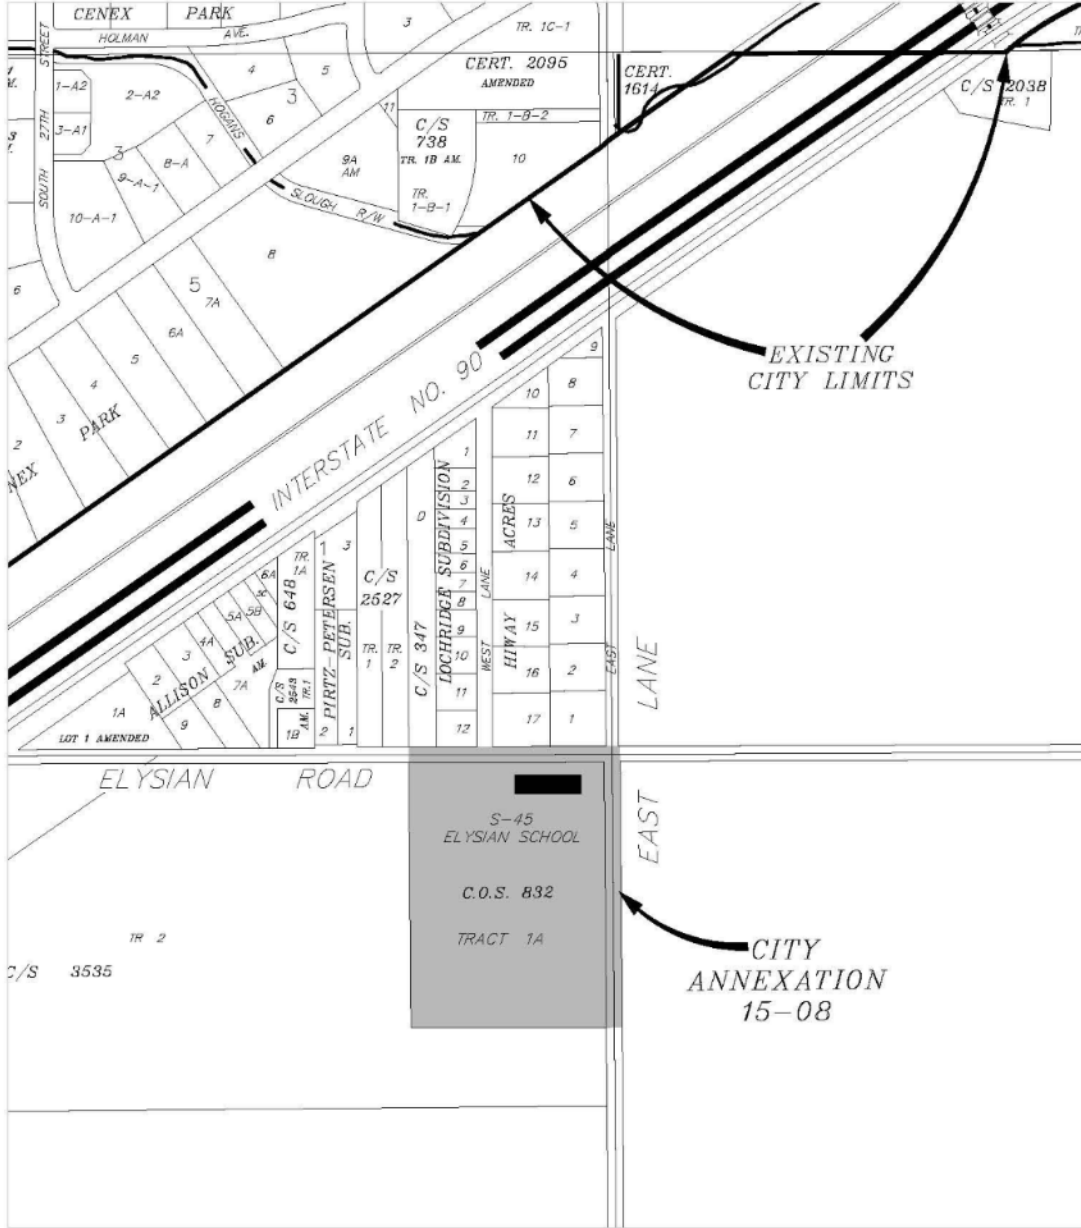 CENEX PARK
HOLMAN AVE.
STREET
27TH
SOUTH
1-A2
2-A2
3-A1
3
9-A-1
8-A
7
10-A-1
6
4
5
3
6
HOGANS
SLOUGH R/W
3
TR. 1C-1
CERT. 2095
AMENDED
11
C/S
738
TR. 1B AM.
TR.
1-B-1
TR. 1-B-2
10
9A
AM
CERT.
1614
C/S 2038
TR. 1
8
5
7A
6A
5
4
3
2
PARK
NEX
EXISTING
CITY LIMITS
INTERSTATE NO. 90
9
10
8
11
7
12
6
13
5
14
4
15
3
16
2
17
1
HIWAY ACRES
EAST LANE
WEST LANE
1
2
3
4
5
6
7
8
9
10
11
12
LOCHRIDGE SUBDIVISION
D
C/S 347
C/S
2527
TR.
1
TR.
2
1
3
PIRTZ-PETERSEN
SUB.
2
1
TR.
1A
C/S 648
C/S
2543
TR.1
1B
AM.
6A
5C
5B
5A
4A
3
2
1A
7A
8
9
ALLISON SUB.
AM.
LOT 1 AMENDED
EAST LANE
ELYSIAN ROAD
S-45
ELYSIAN SCHOOL
C.O.S. 832
TRACT 1A
TR 2
C/S 3535
CITY
ANNEXATION
15-08